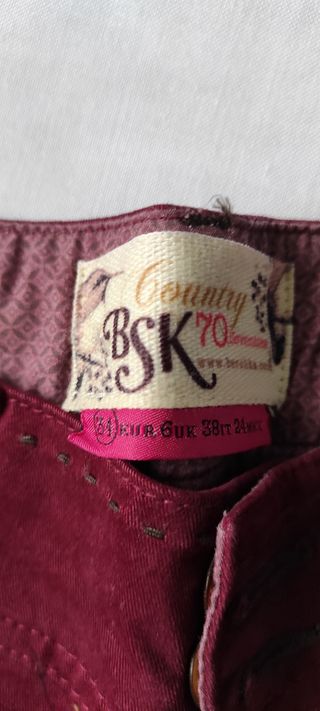 Country
BSK 70
www.bershka.com
34 EUR 6UK 38IT 24MEX